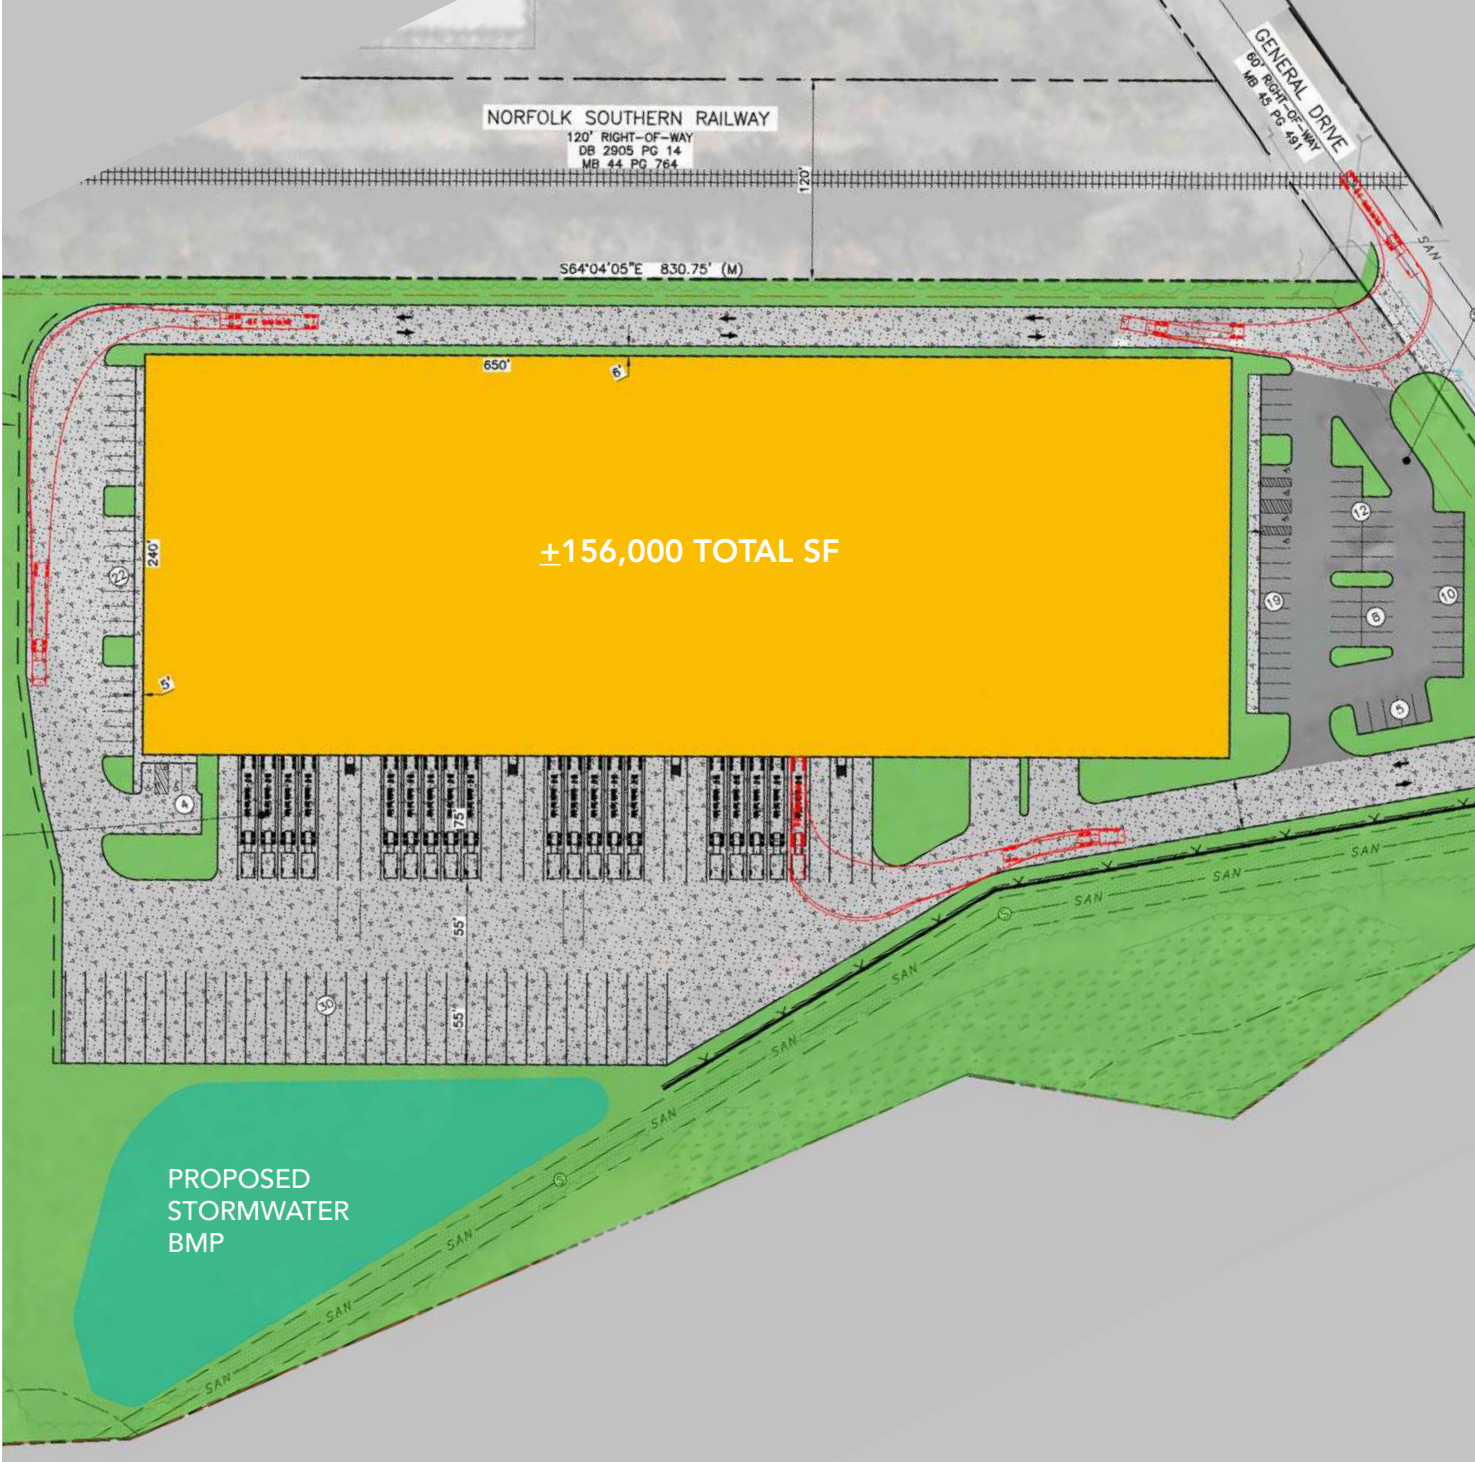 GENERAL DRIVE
60' RIGHT-OF-WAY
MB 45 PG 491
NORFOLK SOUTHERN RAILWAY
120' RIGHT-OF-WAY
DB 2905 PG 14
MB 44 PG 764
120'
SAN
S64°04'05"E 830.75' (M)
650'
6'
±156,000 TOTAL SF
240'
22
12
19
8
10
5'
5
4
75'
SAN
SAN
SAN
S
55'
SAN
30
55'
SAN
SAN
PROPOSED
STORMWATER
BMP
S
SAN
SAN
SAN